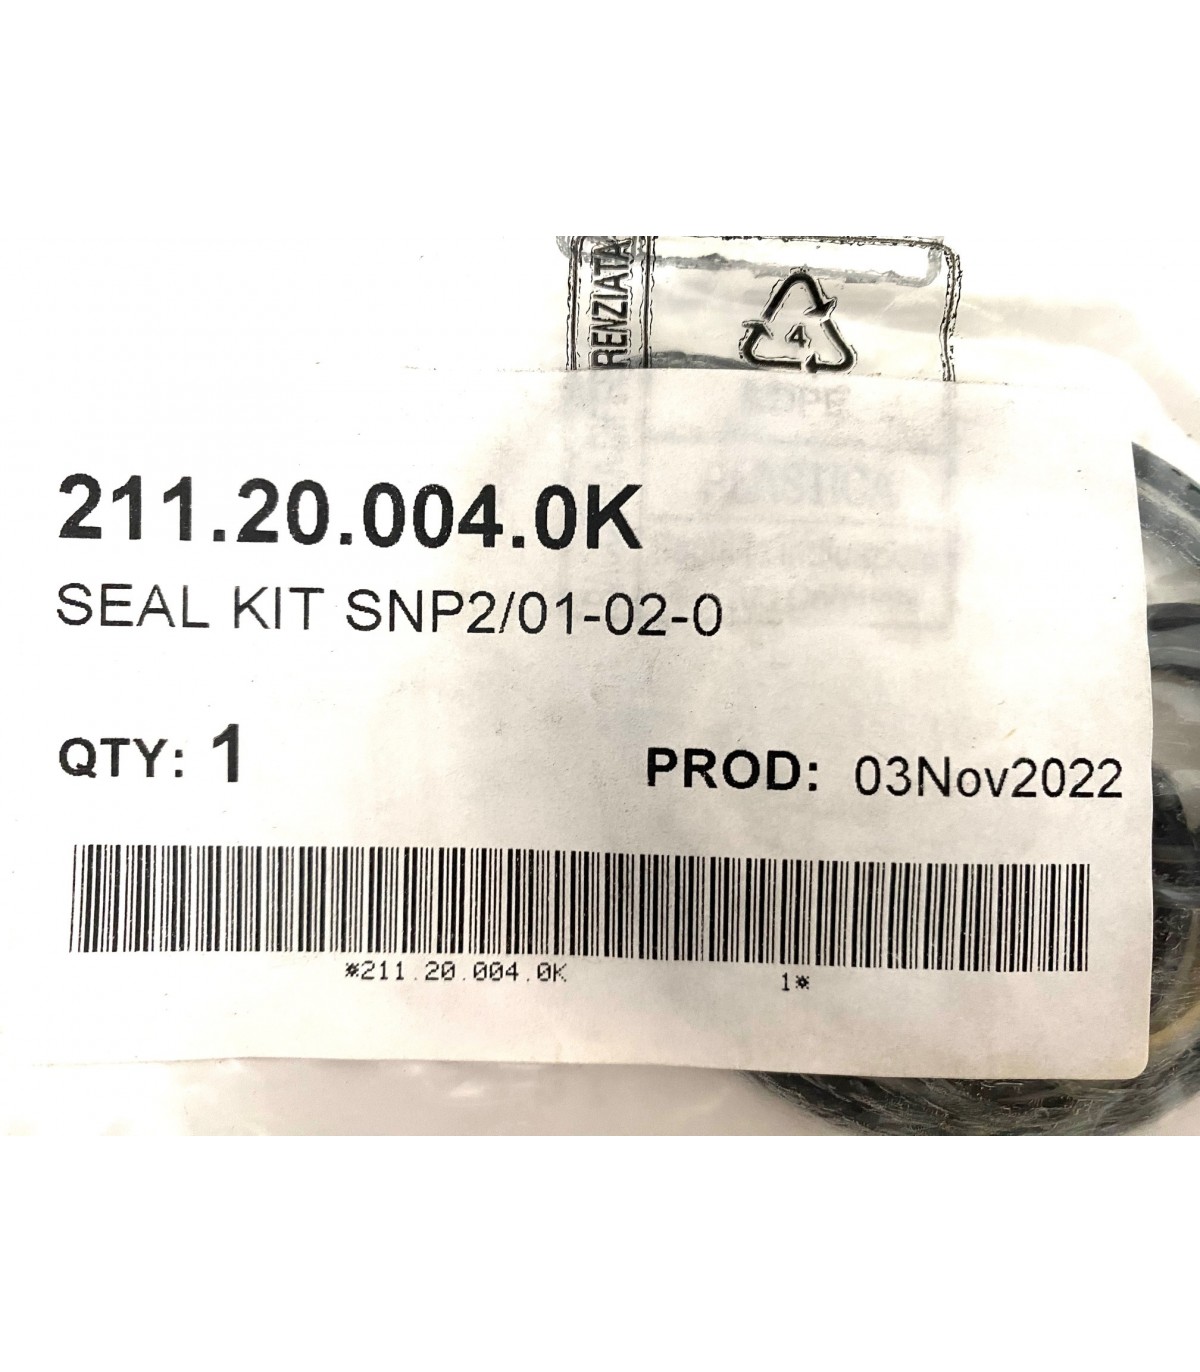 RENZIATA
4
211.20.004.0K
SEAL KIT SNP2/01-02-0
QTY: 1
PROD: 03Nov2022
*211.20.004.0K 1*